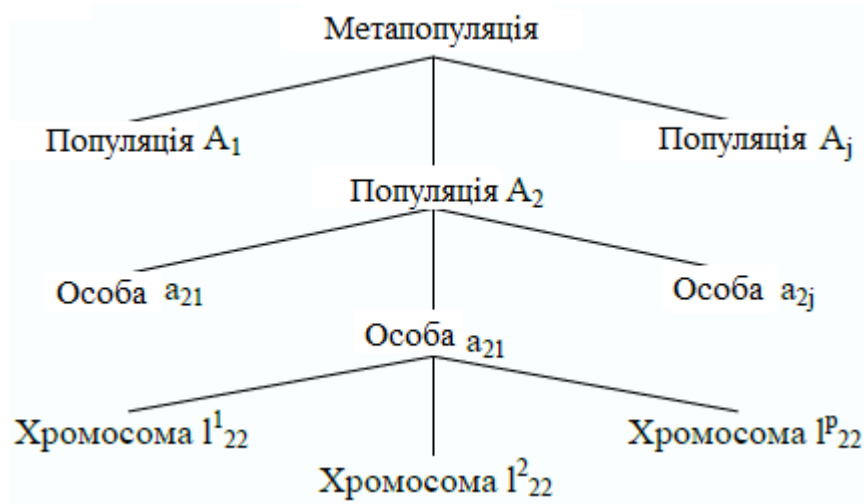 Метапопуляція
Популяція A₁
Популяція Aⱼ
Популяція A₂
Особа a₂₁
Особа a₂ⱼ
Особа a₂₁
Хромосома l¹₂₂
Хромосома lᵖ₂₂
Хромосома l²₂₂